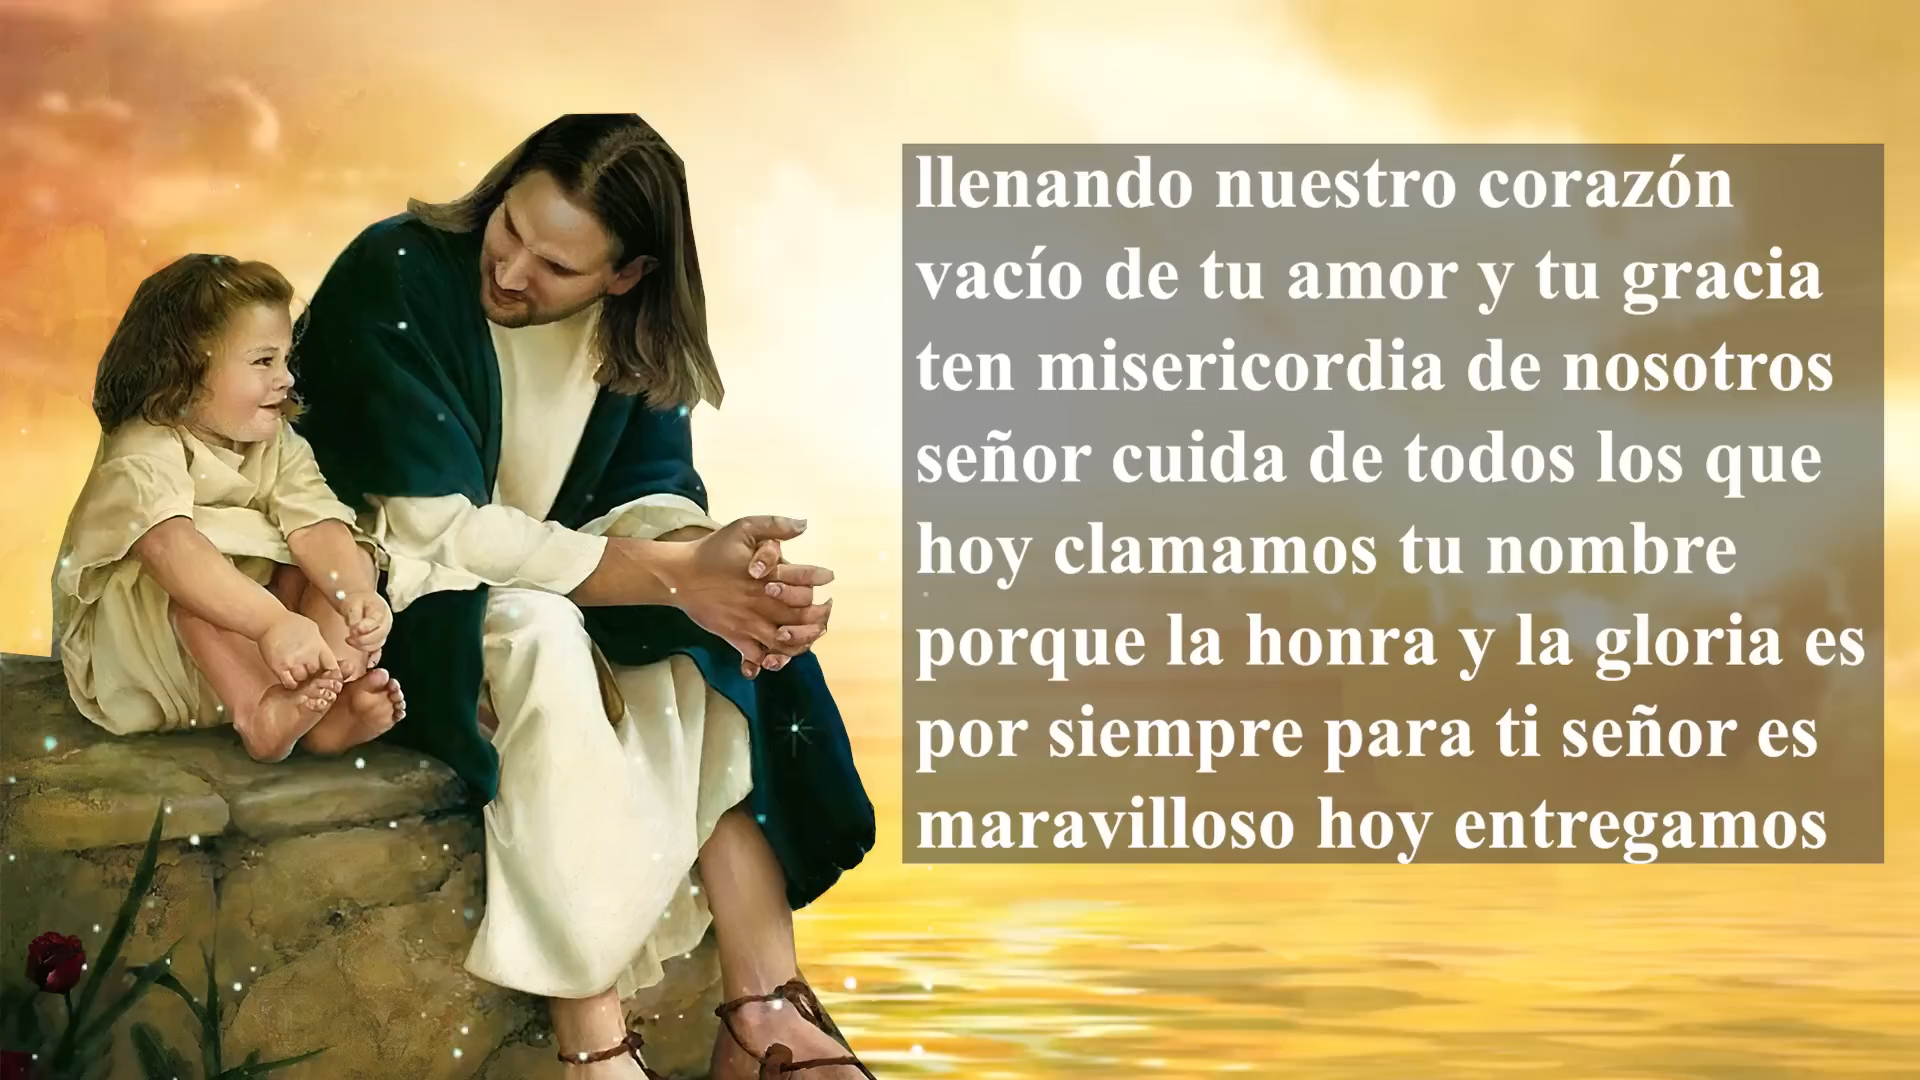 llenando nuestro corazón
vacío de tu amor y tu gracia
ten misericordia de nosotros
señor cuida de todos los que
hoy clamamos tu nombre
porque la honra y la gloria es
por siempre para ti señor es
maravilloso hoy entregamos